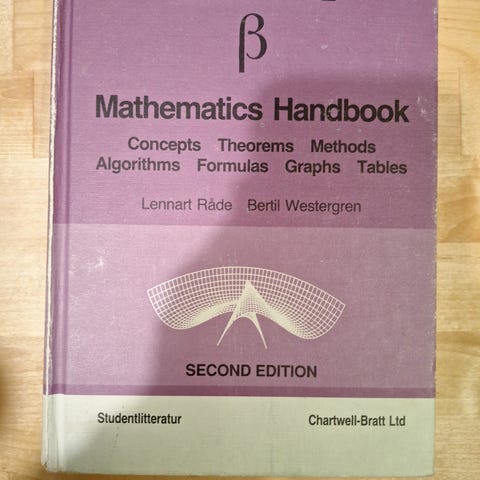 β
Mathematics Handbook
Concepts Theorems Methods
Algorithms Formulas Graphs Tables
Lennart Råde Bertil Westergren
SECOND EDITION
Studentlitteratur
Chartwell-Bratt Ltd